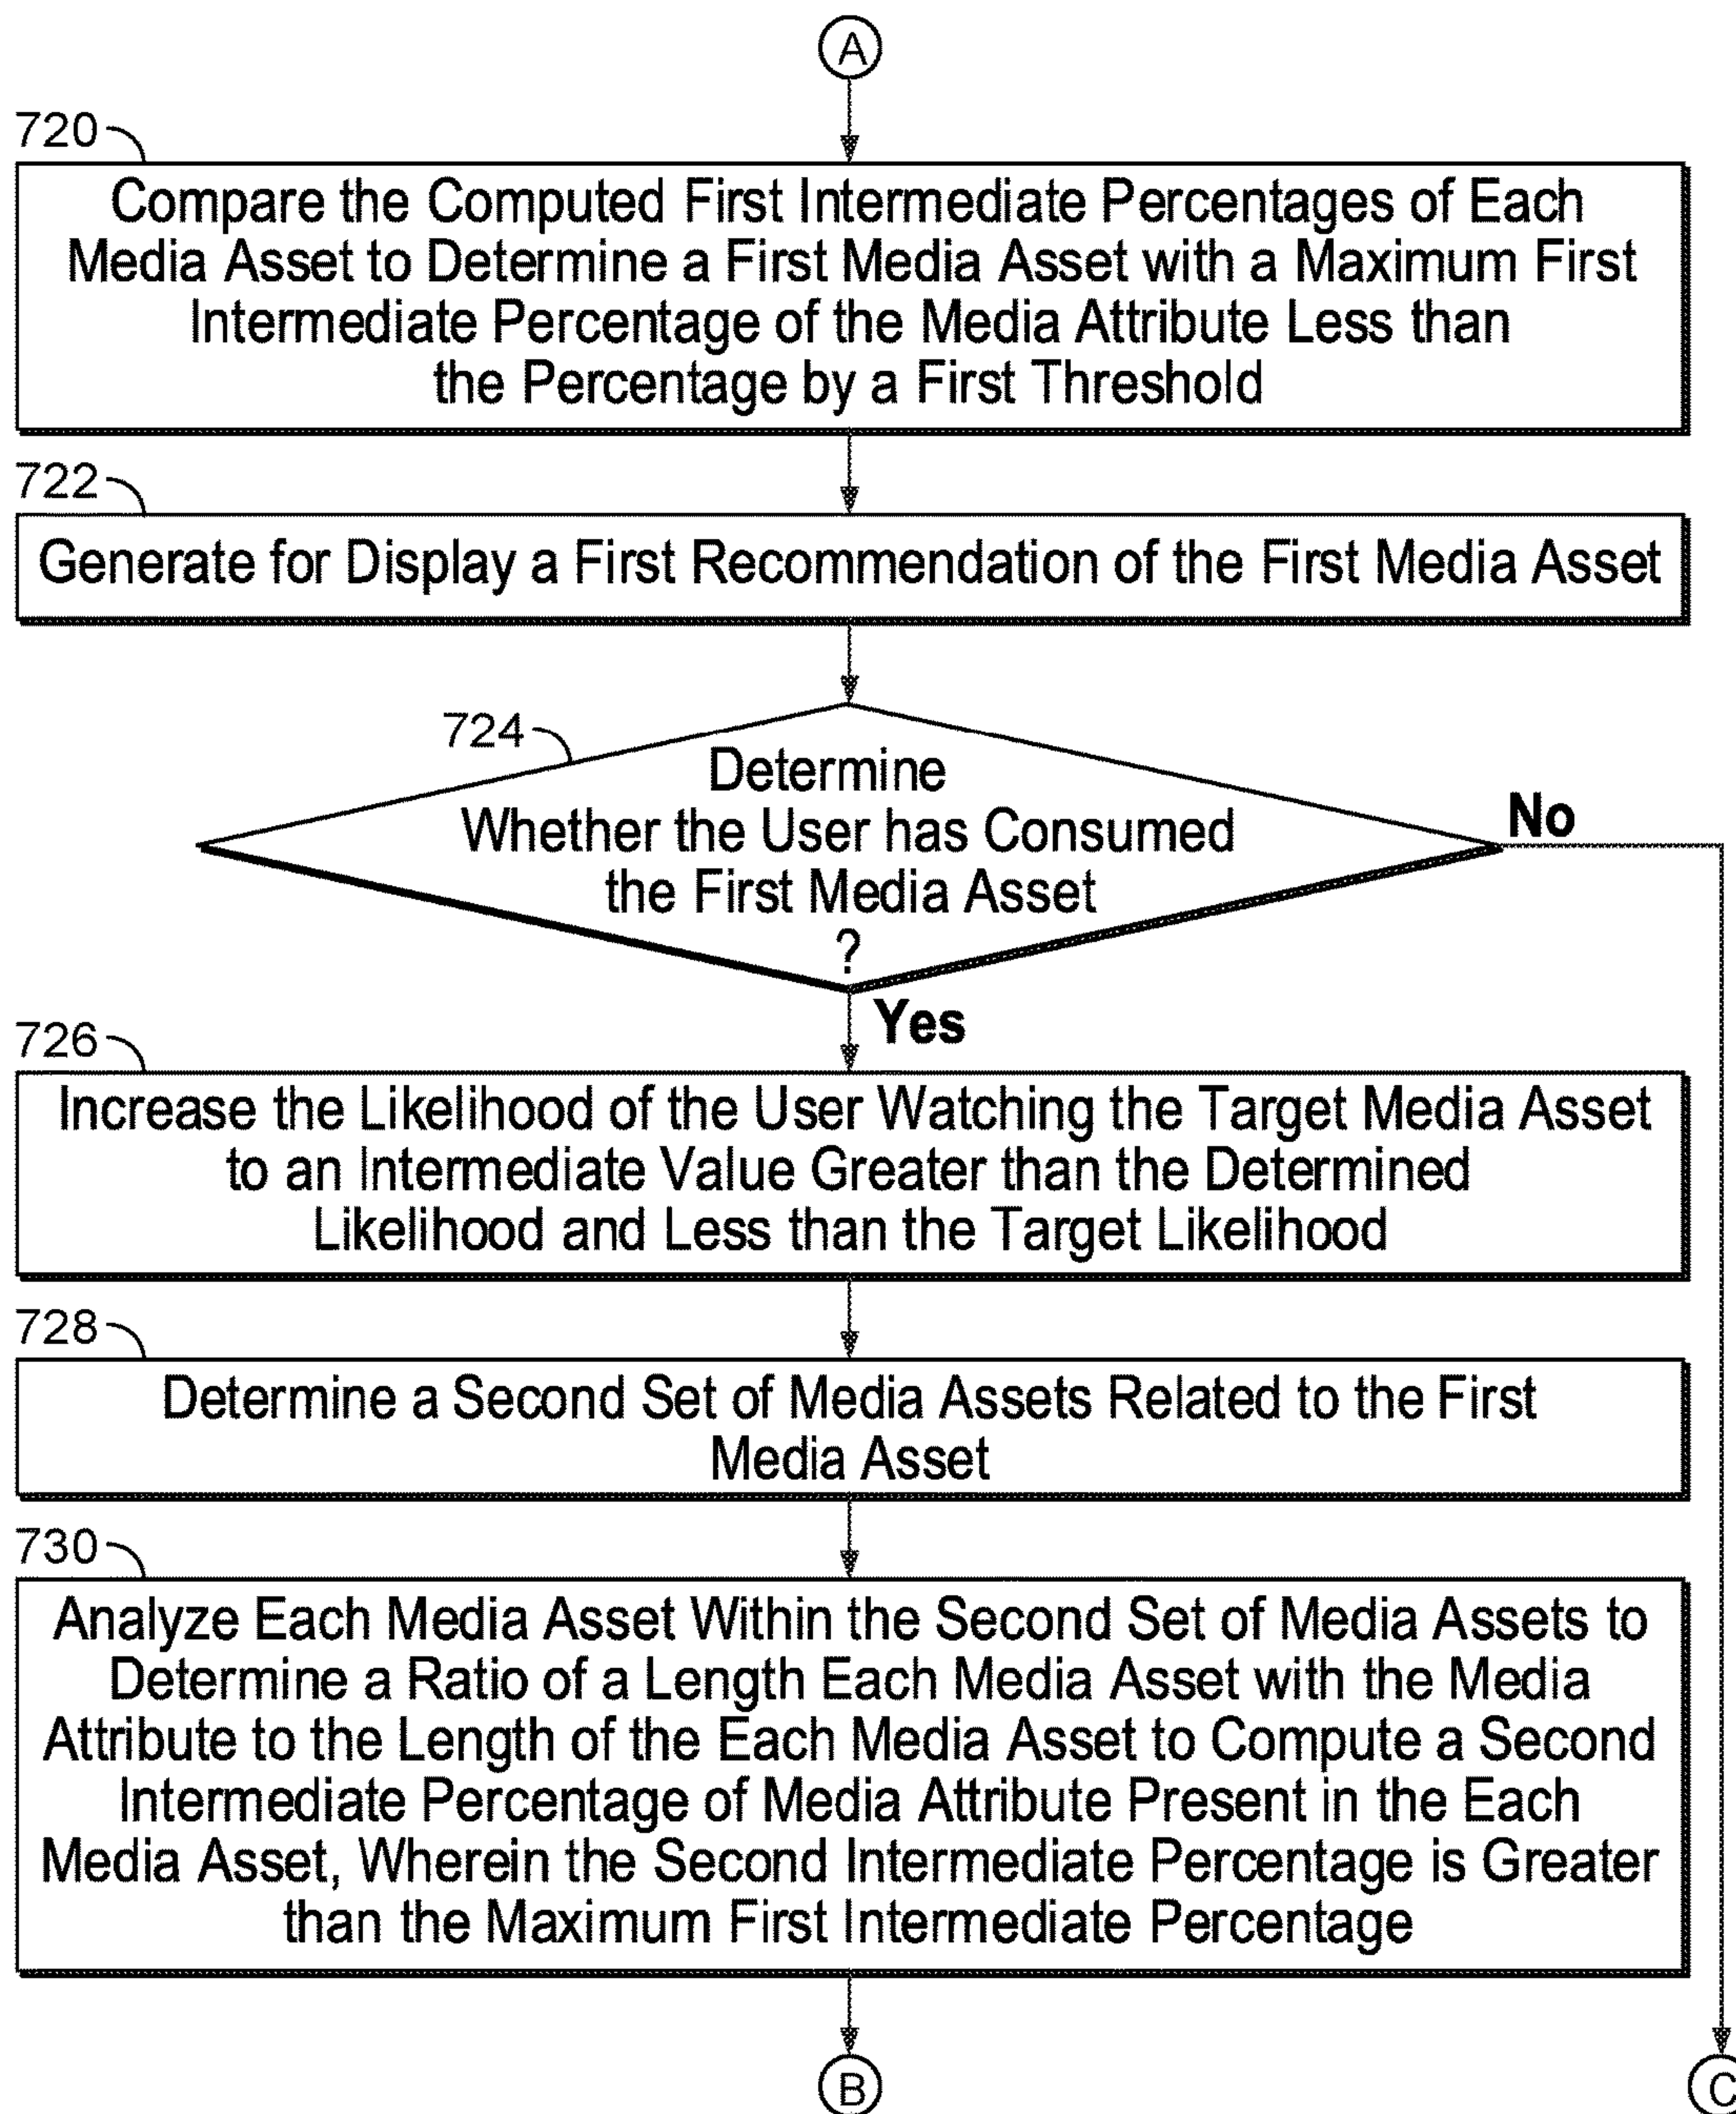 A
720
Compare the Computed First Intermediate Percentages of Each
Media Asset to Determine a First Media Asset with a Maximum First
Intermediate Percentage of the Media Attribute Less than
the Percentage by a First Threshold
722
Generate for Display a First Recommendation of the First Media Asset
724
Determine
Whether the User has Consumed
the First Media Asset
?
No
Yes
726
Increase the Likelihood of the User Watching the Target Media Asset
to an Intermediate Value Greater than the Determined
Likelihood and Less than the Target Likelihood
728
Determine a Second Set of Media Assets Related to the First
Media Asset
730
Analyze Each Media Asset Within the Second Set of Media Assets to
Determine a Ratio of a Length Each Media Asset with the Media
Attribute to the Length of the Each Media Asset to Compute a Second
Intermediate Percentage of Media Attribute Present in the Each
Media Asset, Wherein the Second Intermediate Percentage is Greater
than the Maximum First Intermediate Percentage
B
C